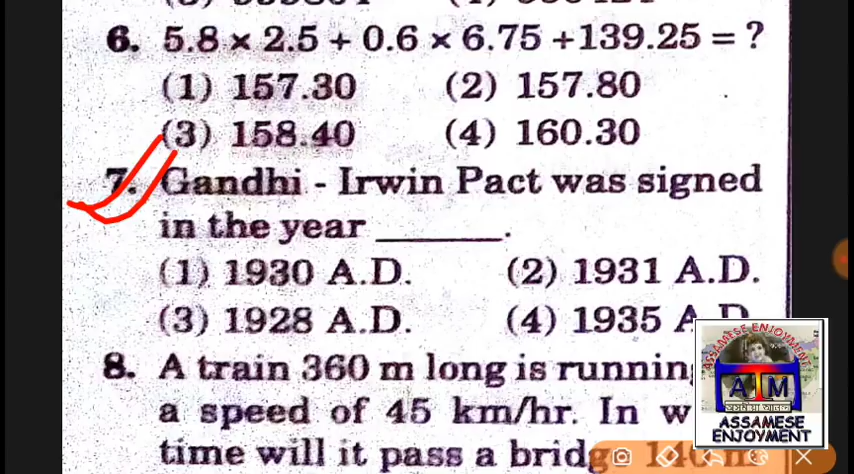 6. 5.8 × 2.5 + 0.6 × 6.75 +139.25 = ?
(1) 157.30 (2) 157.80
(3) 158.40 (4) 160.30
7. Gandhi - Irwin Pact was signed
in the year ______.
(1) 1930 A.D. (2) 1931 A.D.
(3) 1928 A.D. (4) 1935 A.D.
8. A train 360 m long is running
a speed of 45 km/hr. In w
time will it pass a bridge 140
ASSAMESE ENJOYMENT
ATM
ASSAMESE
ENJOYMENT